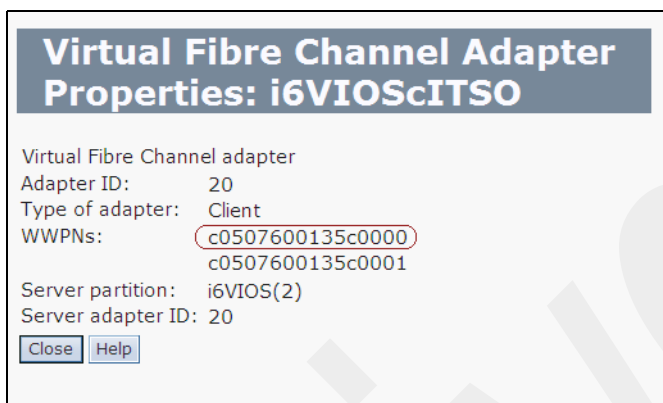 Virtual Fibre Channel Adapter
Properties: i6VIOScITSO
Virtual Fibre Channel adapter
Adapter ID: 20
Type of adapter: Client
WWPNs: c0507600135c0000
c0507600135c0001
Server partition: i6VIOS(2)
Server adapter ID: 20
Close Help